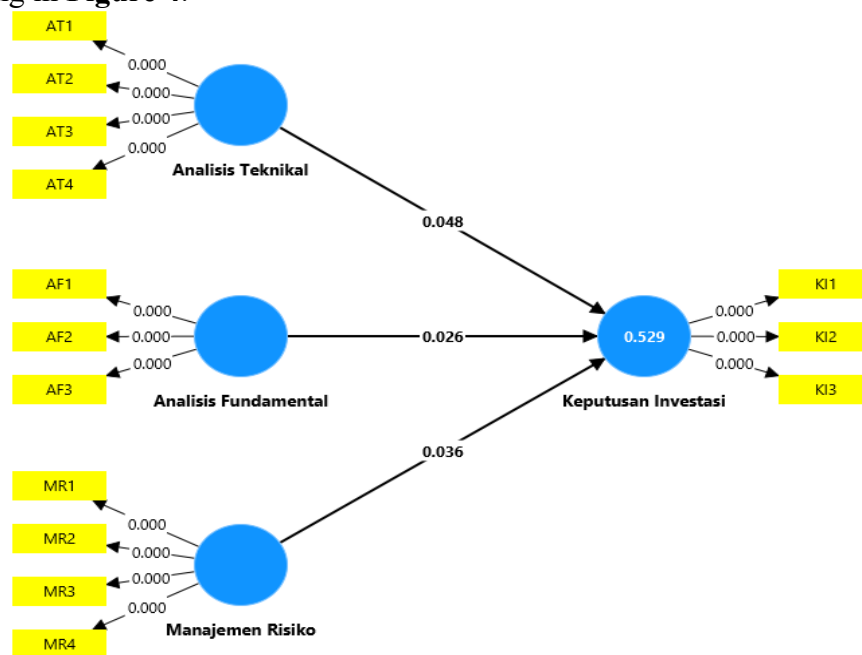 AT1
AT2
AT3
AT4
0.000
0.000
0.000
0.000
Analisis Teknikal
0.048
AF1
AF2
AF3
0.000
0.000
0.000
Analisis Fundamental
0.026
MR1
MR2
MR3
MR4
0.000
0.000
0.000
0.000
Manajemen Risiko
0.036
0.529
Keputusan Investasi
0.000
0.000
0.000
KI1
KI2
KI3